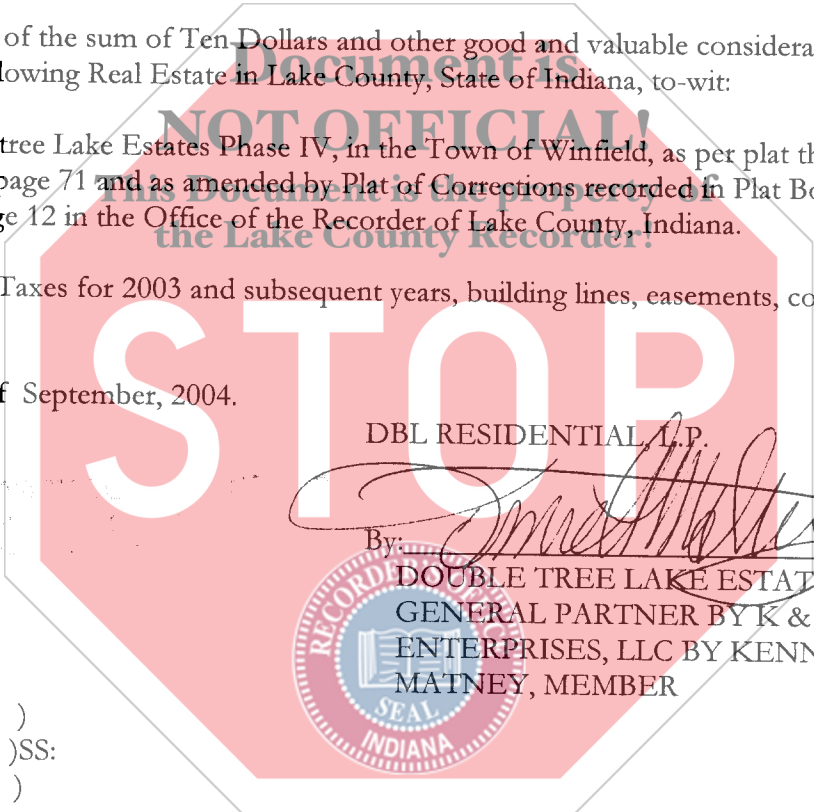 of the sum of Ten Dollars and other good and valuable considera
lowing Real Estate in Lake County, State of Indiana, to-wit:
Document is
NOT OFFICIAL!
This Document is the property of
the Lake County Recorder!
tree Lake Estates Phase IV, in the Town of Winfield, as per plat th
page 71 and as amended by Plat of Corrections recorded in Plat Bo
ge 12 in the Office of the Recorder of Lake County, Indiana.
Taxes for 2003 and subsequent years, building lines, easements, co
STOP
f September, 2004.
DBL RESIDENTIAL, L.P.
By:
DOUBLE TREE LAKE ESTAT
GENERAL PARTNER BY K &
ENTERPRISES, LLC BY KENN
MATNEY, MEMBER
RECORDER'S OFFICE
SEAL
INDIANA
)
)SS:
)